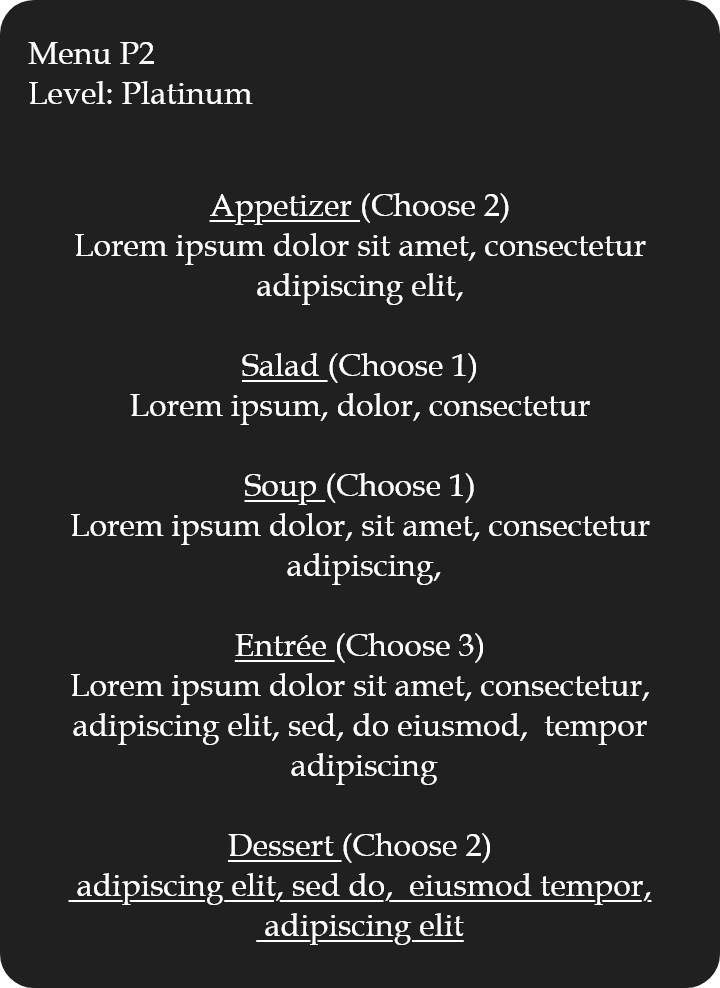 Menu P2
Level: Platinum
Appetizer (Choose 2)
Lorem ipsum dolor sit amet, consectetur
adipiscing elit,
Salad (Choose 1)
Lorem ipsum, dolor, consectetur
Soup (Choose 1)
Lorem ipsum dolor, sit amet, consectetur
adipiscing,
Entrée (Choose 3)
Lorem ipsum dolor sit amet, consectetur,
adipiscing elit, sed, do eiusmod,  tempor
adipiscing
Dessert (Choose 2)
adipiscing elit, sed do,  eiusmod tempor,
adipiscing elit